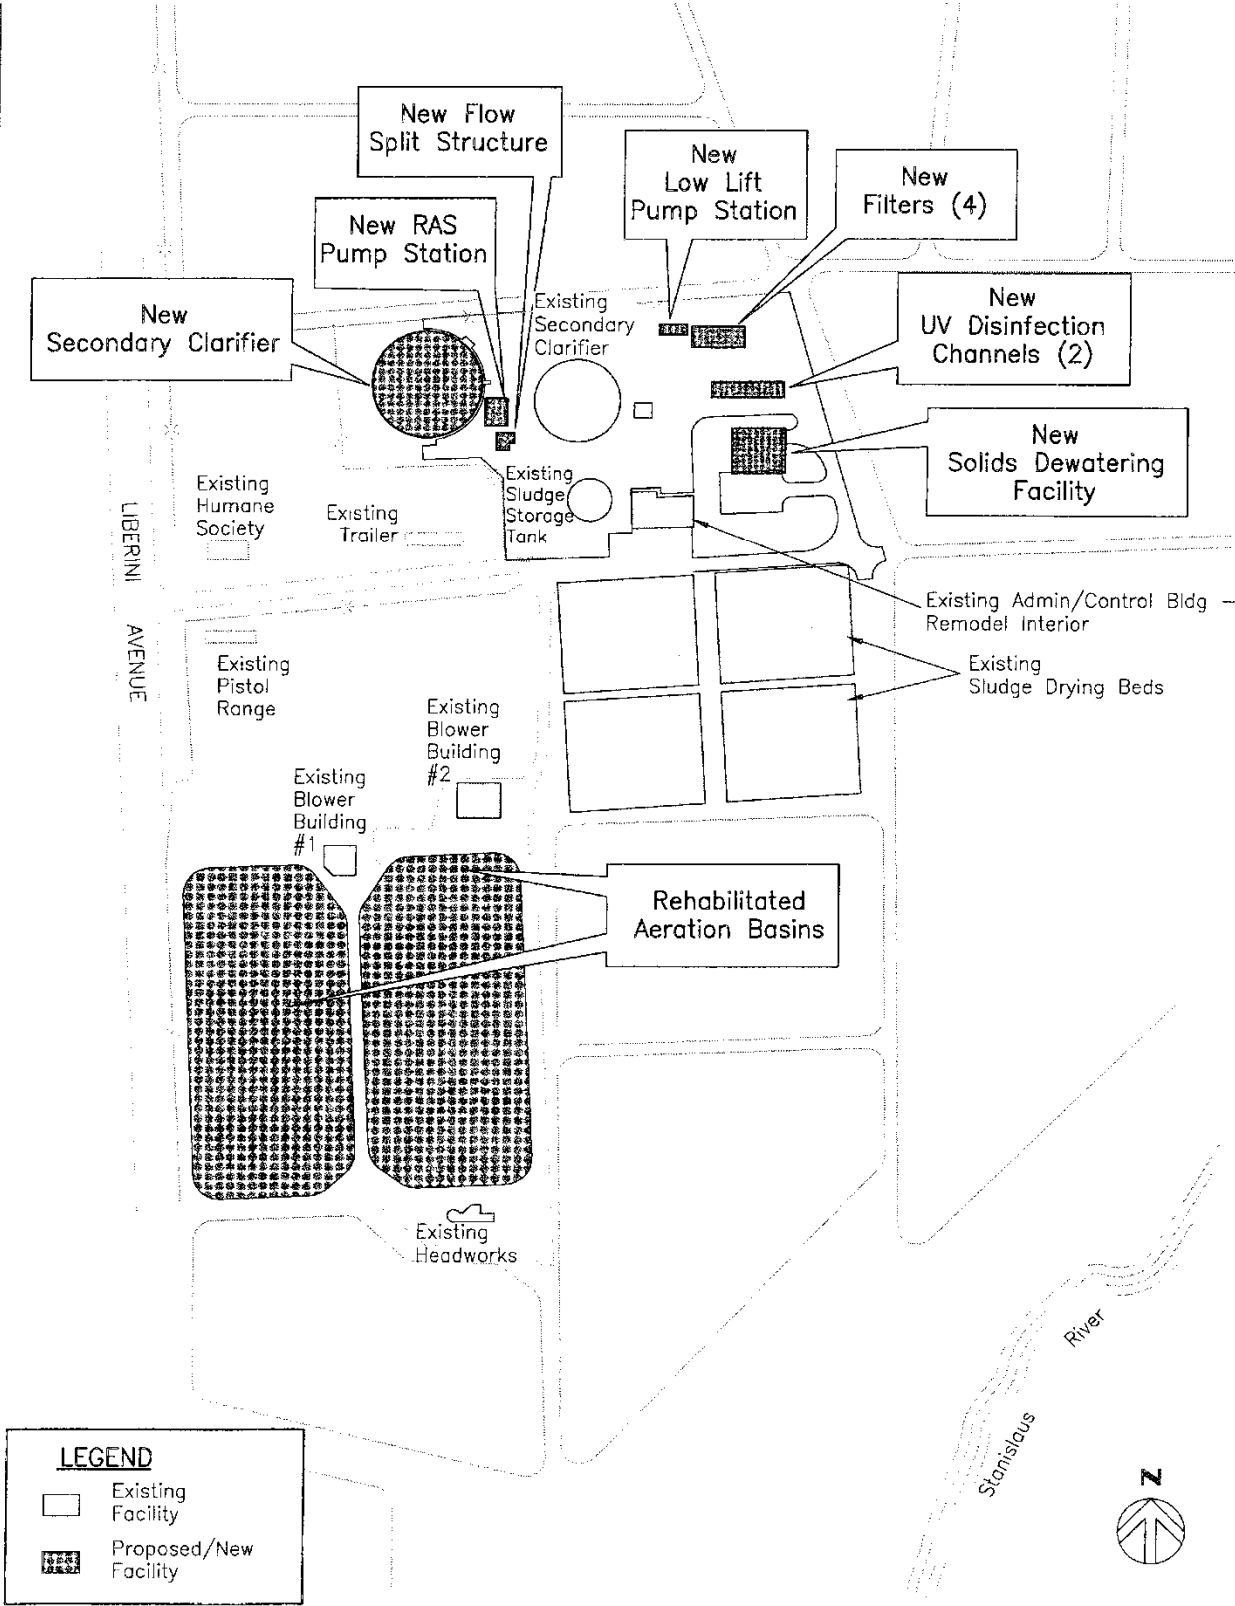 New Flow
Split Structure
New
Low Lift
Pump Station
New
Filters (4)
New RAS
Pump Station
New
Secondary Clarifier
Existing
Secondary
Clarifier
New
UV Disinfection
Channels (2)
New
Solids Dewatering
Facility
Existing
Humane
Society
Existing
Trailer
Existing
Sludge
Storage
Tank
LIBERINI AVENUE
Existing Admin/Control Bldg –
Remodel Interior
Existing
Sludge Drying Beds
Existing
Pistol
Range
Existing
Blower
Building
#2
Existing
Blower
Building
#1
Rehabilitated
Aeration Basins
Existing
Headworks
Stanislaus River
LEGEND
Existing
Facility
Proposed/New
Facility
N